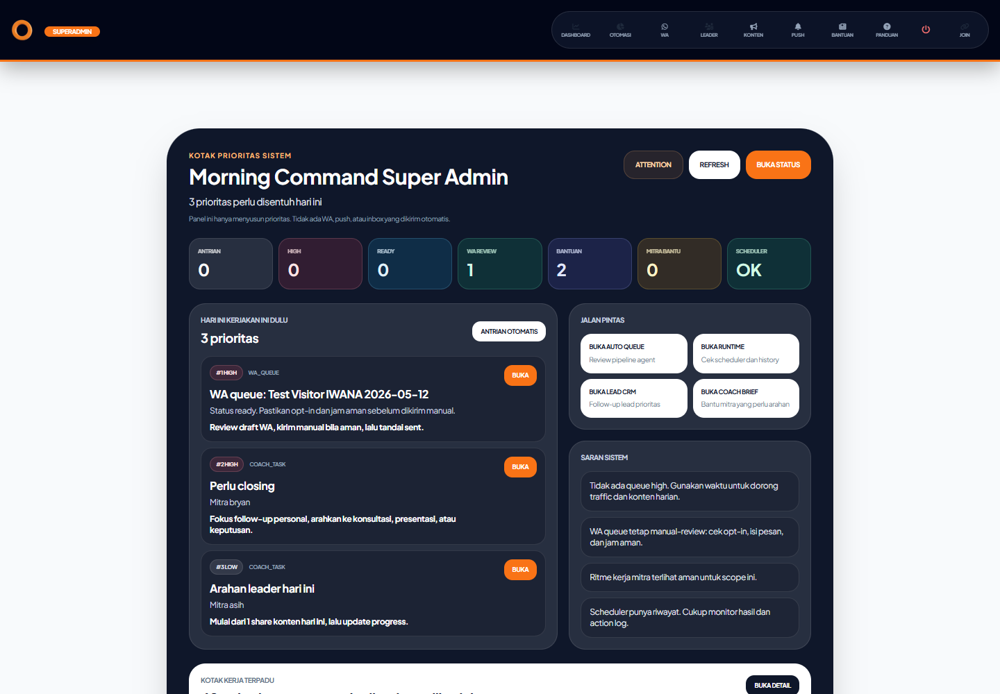 SUPERADMIN
DASHBOARD
OTOMASI
WA
LEADER
KONTEN
PUSH
BANTUAN
PANDUAN
JOIN
KOTAK PRIORITAS SISTEM
Morning Command Super Admin
3 prioritas perlu disentuh hari ini
Panel ini hanya menyusun prioritas. Tidak ada WA, push, atau inbox yang dikirim otomatis.
ATTENTION
REFRESH
BUKA STATUS
ANTRIAN
0
HIGH
0
READY
0
WA REVIEW
1
BANTUAN
2
MITRA BANTU
0
SCHEDULER
OK
HARI INI KERJAKAN INI DULU
3 prioritas
ANTRIAN OTOMATIS
#1 HIGH WA_QUEUE
BUKA
WA queue: Test Visitor IWANA 2026-05-12
Status ready. Pastikan opt-in dan jam aman sebelum dikirim manual.
Review draft WA, kirim manual bila aman, lalu tandai sent.
#2 HIGH COACH_TASK
BUKA
Perlu closing
Mitra bryan
Fokus follow-up personal, arahkan ke konsultasi, presentasi, atau
keputusan.
#3 LOW COACH_TASK
BUKA
Arahan leader hari ini
Mitra asih
Mulai dari 1 share konten hari ini, lalu update progress.
JALAN PINTAS
BUKA AUTO QUEUE
Review pipeline agent
BUKA RUNTIME
Cek scheduler dan history
BUKA LEAD CRM
Follow-up lead prioritas
BUKA COACH BRIEF
Bantu mitra yang perlu arahan
SARAN SISTEM
Tidak ada queue high. Gunakan waktu untuk dorong
traffic dan konten harian.
WA queue tetap manual-review: cek opt-in, isi pesan,
dan jam aman.
Ritme kerja mitra terlihat aman untuk scope ini.
Scheduler punya riwayat. Cukup monitor hasil dan
action log.
KOTAK KERJA TERPADU
BUKA DETAIL